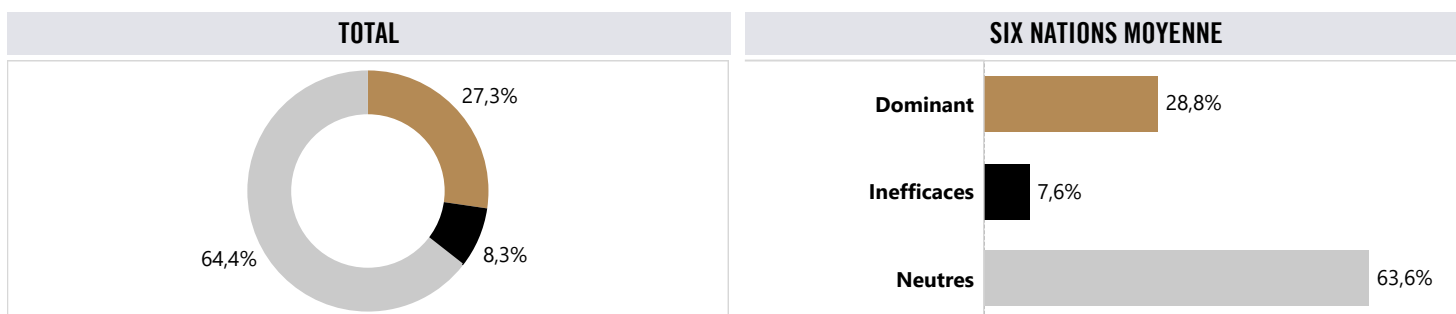 TOTAL
27,3%
8,3%
64,4%
SIX NATIONS MOYENNE
Dominant
28,8%
Inefficaces
7,6%
Neutres
63,6%